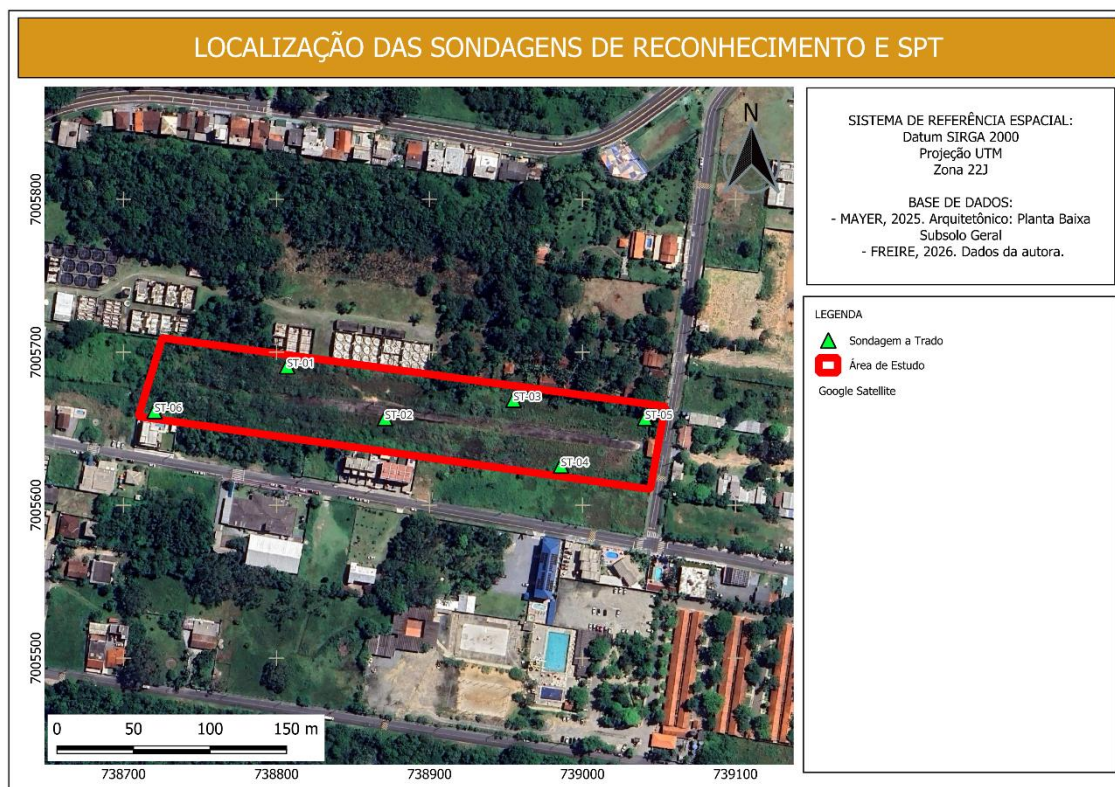 LOCALIZAÇÃO DAS SONDAGENS DE RECONHECIMENTO E SPT
N
SISTEMA DE REFERÊNCIA ESPACIAL:
Datum SIRGA 2000
Projeção UTM
Zona 22J
BASE DE DADOS:
- MAYER, 2025. Arquitetônico: Planta Baixa
Subsolo Geral
- FREIRE, 2026. Dados da autora.
LEGENDA
Sondagem a Trado
Área de Estudo
Google Satellite
7005800
7005700
7005600
7005500
ST-01
ST-03
ST-06
ST-02
ST-05
ST-04
0 50 100 150 m
738700 738800 738900 739000 739100